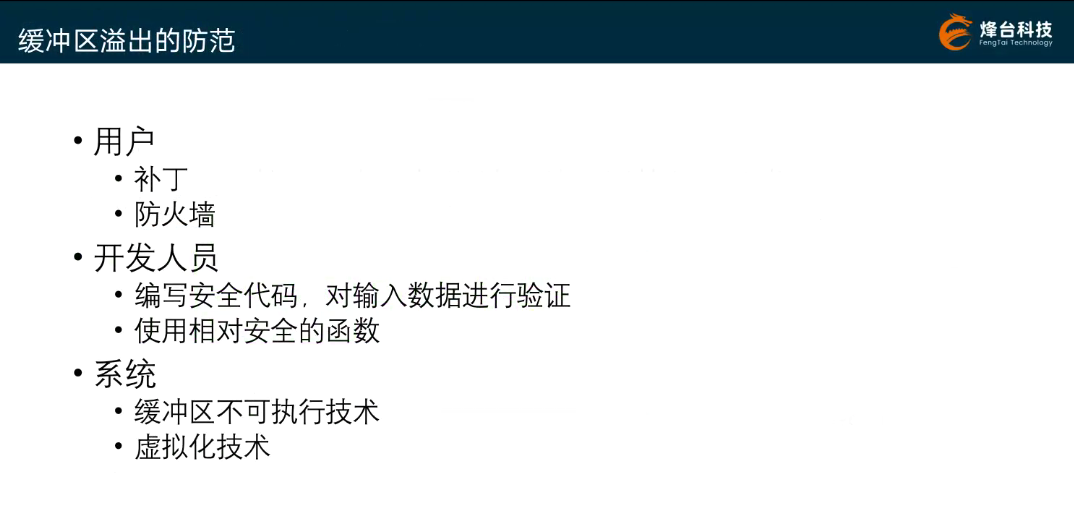 缓冲区溢出的防范
烽台科技
FengTai Technology
• 用户
• 补丁
• 防火墙
• 开发人员
• 编写安全代码，对输入数据进行验证
• 使用相对安全的函数
• 系统
• 缓冲区不可执行技术
• 虚拟化技术